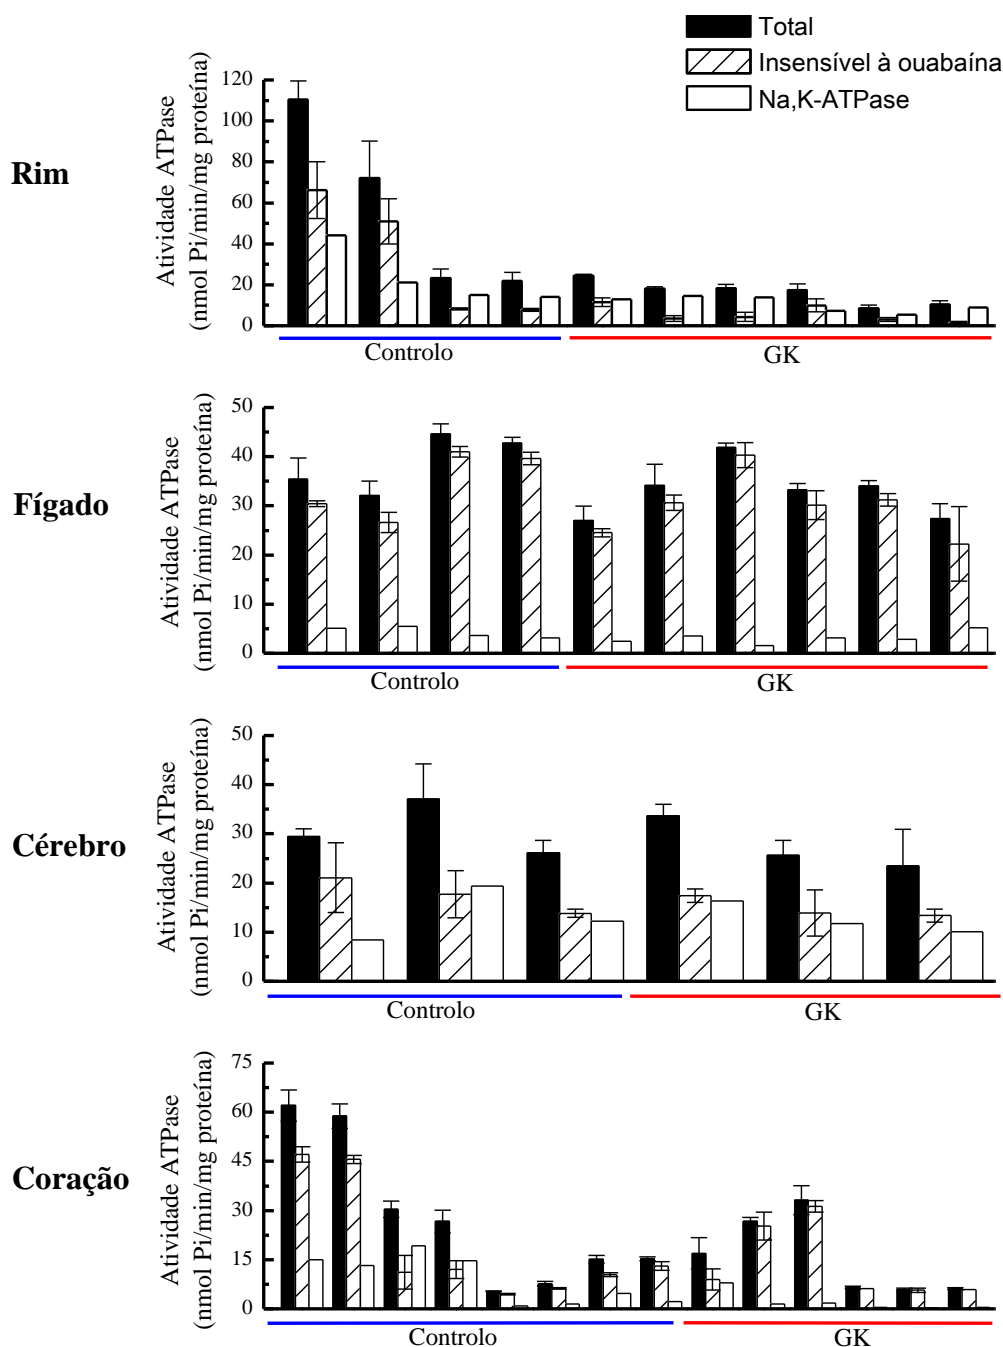 Total
Insensível à ouabaína
Na,K-ATPase
Rim
Atividade ATPase
(nmol Pi/min/mg proteína)
120
100
80
60
40
20
0
Controlo
GK
Fígado
Atividade ATPase
(nmol Pi/min/mg proteína)
50
40
30
20
10
0
Controlo
GK
Cérebro
Atividade ATPase
(nmol Pi/min/mg proteína)
50
40
30
20
10
0
Controlo
GK
Coração
Atividade ATPase
(nmol Pi/min/mg proteína)
75
60
45
30
15
0
Controlo
GK